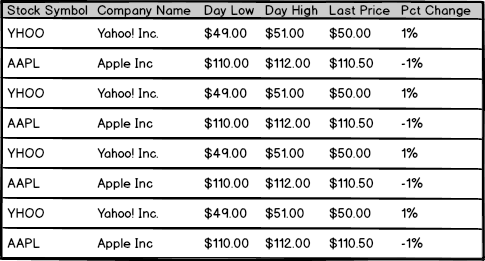 Stock Symbol Company Name Day Low Day High Last Price Pct Change
YHOO Yahoo! Inc. $49.00 $51.00 $50.00 1%
AAPL Apple Inc $110.00 $112.00 $110.50 -1%
YHOO Yahoo! Inc. $49.00 $51.00 $50.00 1%
AAPL Apple Inc $110.00 $112.00 $110.50 -1%
YHOO Yahoo! Inc. $49.00 $51.00 $50.00 1%
AAPL Apple Inc $110.00 $112.00 $110.50 -1%
YHOO Yahoo! Inc. $49.00 $51.00 $50.00 1%
AAPL Apple Inc $110.00 $112.00 $110.50 -1%